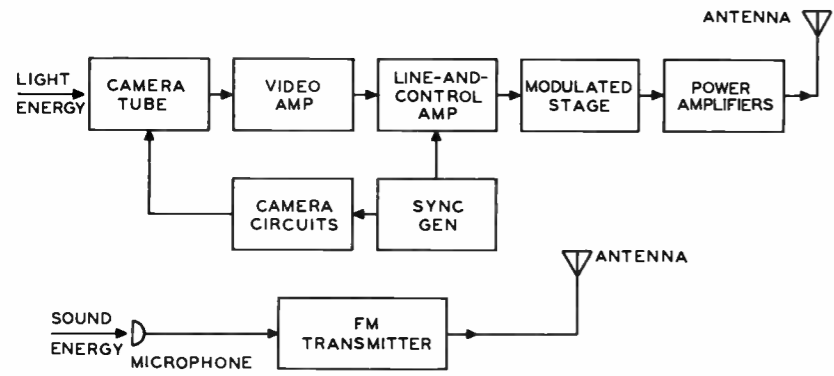 ANTENNA
LIGHT
ENERGY
CAMERA
TUBE
VIDEO
AMP
LINE-AND-
CONTROL
AMP
MODULATED
STAGE
POWER
AMPLIFIERS
CAMERA
CIRCUITS
SYNC
GEN
ANTENNA
SOUND
ENERGY
MICROPHONE
FM
TRANSMITTER